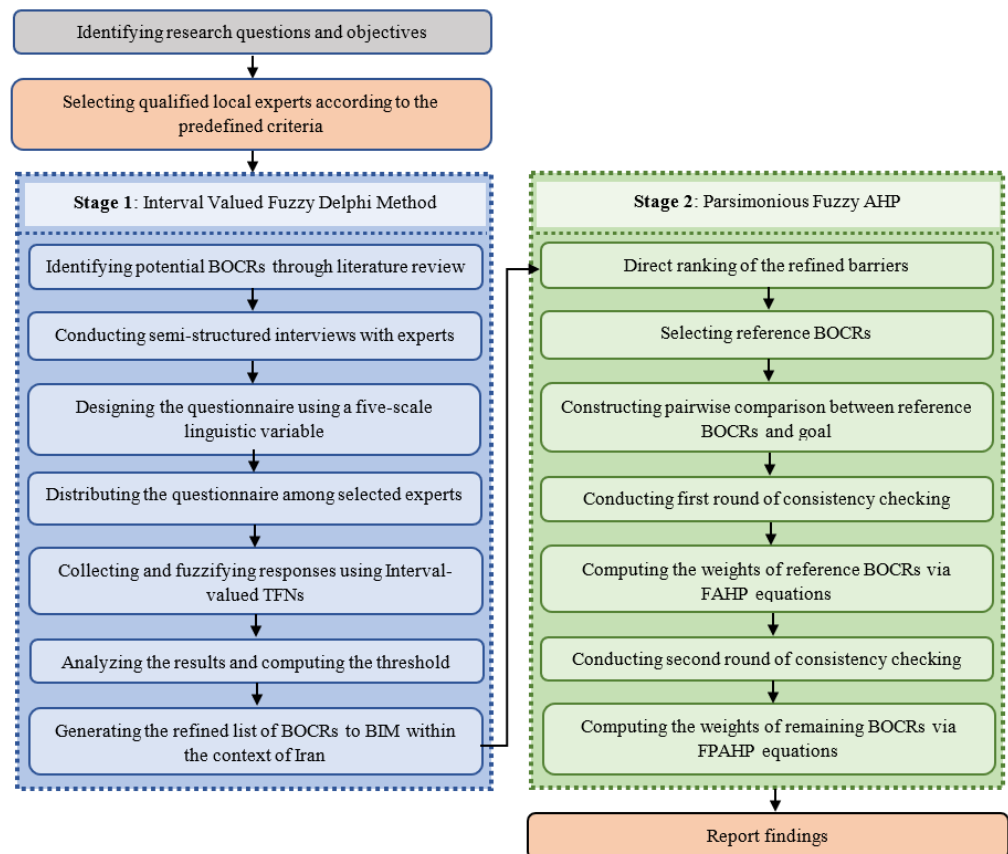 Identifying research questions and objectives
Selecting qualified local experts according to the
predefined criteria
Stage 1: Interval Valued Fuzzy Delphi Method
Identifying potential BOCRs through literature review
Conducting semi-structured interviews with experts
Designing the questionnaire using a five-scale
linguistic variable
Distributing the questionnaire among selected experts
Collecting and fuzzifying responses using Interval-
valued TFNs
Analyzing the results and computing the threshold
Generating the refined list of BOCRs to BIM within
the context of Iran
Stage 2: Parsimonious Fuzzy AHP
Direct ranking of the refined barriers
Selecting reference BOCRs
Constructing pairwise comparison between reference
BOCRs and goal
Conducting first round of consistency checking
Computing the weights of reference BOCRs via
FAHP equations
Conducting second round of consistency checking
Computing the weights of remaining BOCRs via
FPAHP equations
Report findings